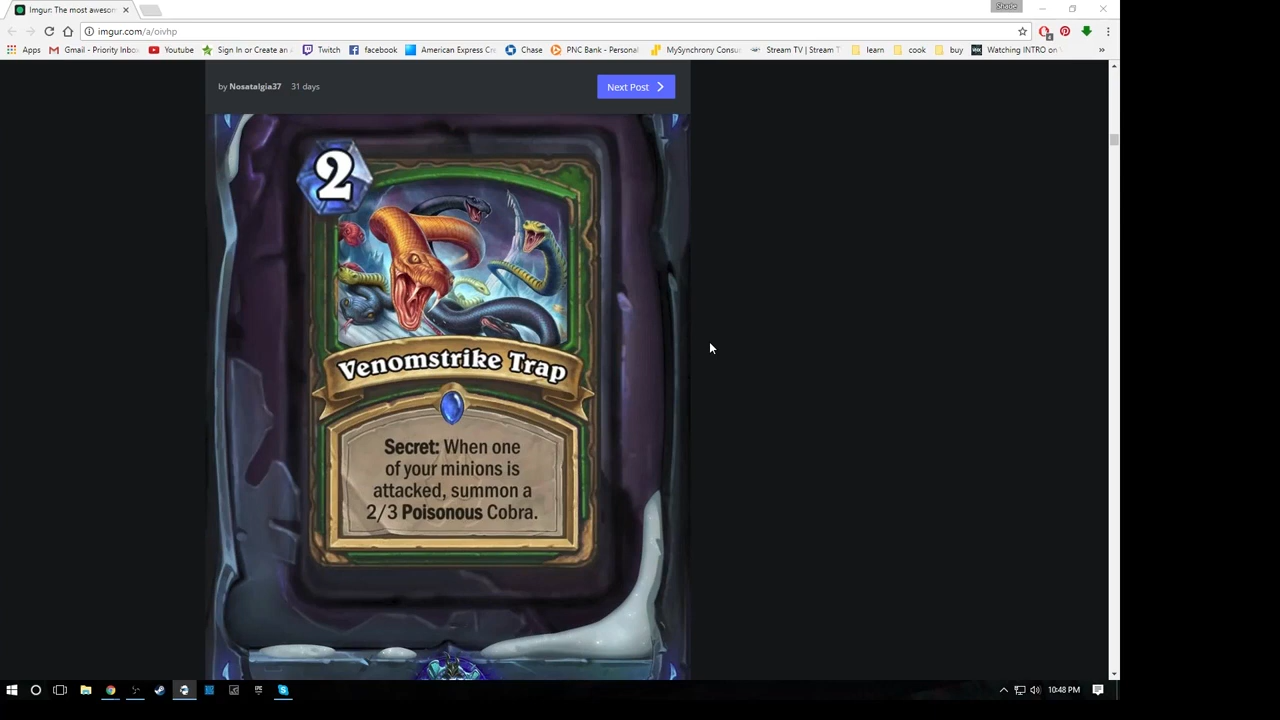 Imgur: The most awesom
Shade
imgur.com/a/oivhp
Apps
Gmail - Priority Inbo
Youtube
Sign In or Create an
Twitch
facebook
American Express Cr
Chase
PNC Bank - Personal
MySynchrony Consu
Stream TV | Stream T
learn
cook
buy
Watching INTRO on
»
by Nosatalgia37 31 days
Next Post
2
Venomstrike Trap
Secret: When one
of your minions is
attacked, summon a
2/3 Poisonous Cobra.
10:48 PM